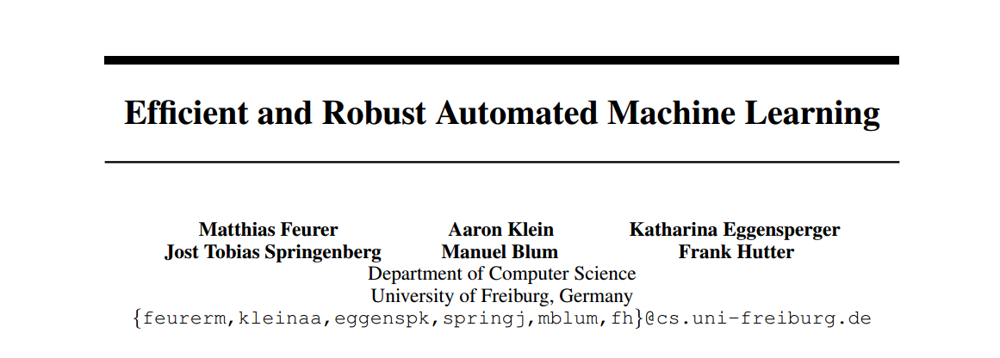 Efficient and Robust Automated Machine Learning
Matthias Feurer Aaron Klein Katharina Eggensperger
Jost Tobias Springenberg Manuel Blum Frank Hutter
Department of Computer Science
University of Freiburg, Germany
{feurerm,kleinaa,eggenspk,springj,mblum,fh}@cs.uni-freiburg.de